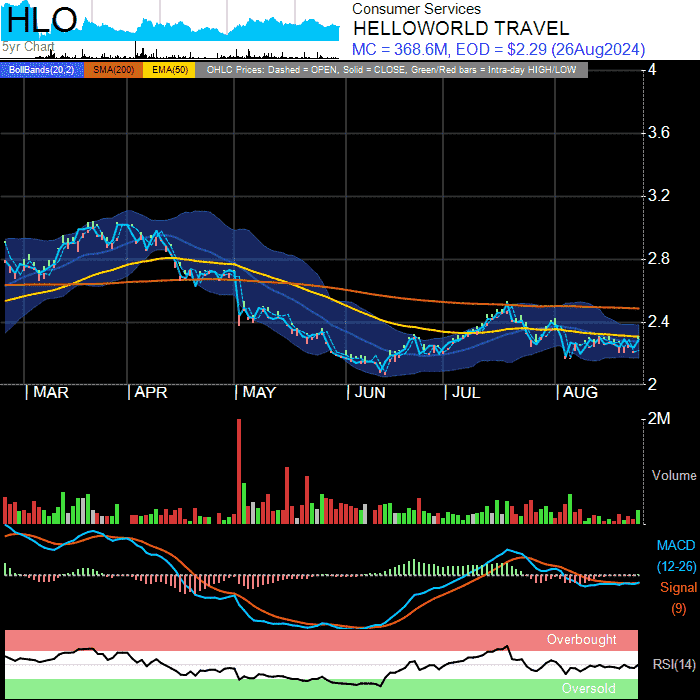 HLO
5yr Chart
Consumer Services
HELLOWORLD TRAVEL
MC = 368.6M, EOD = $2.29 (26Aug2024)
BollBands(20,2) SMA(200) EMA(50) OHLC Prices: Dashed = OPEN, Solid = CLOSE, Green/Red bars = Intra-day HIGH/LOW
4
3.6
3.2
2.8
2.4
2
MAR APR MAY JUN JUL AUG
2M
Volume
MACD
(12-26)
Signal
(9)
Overbought
RSI(14)
Oversold